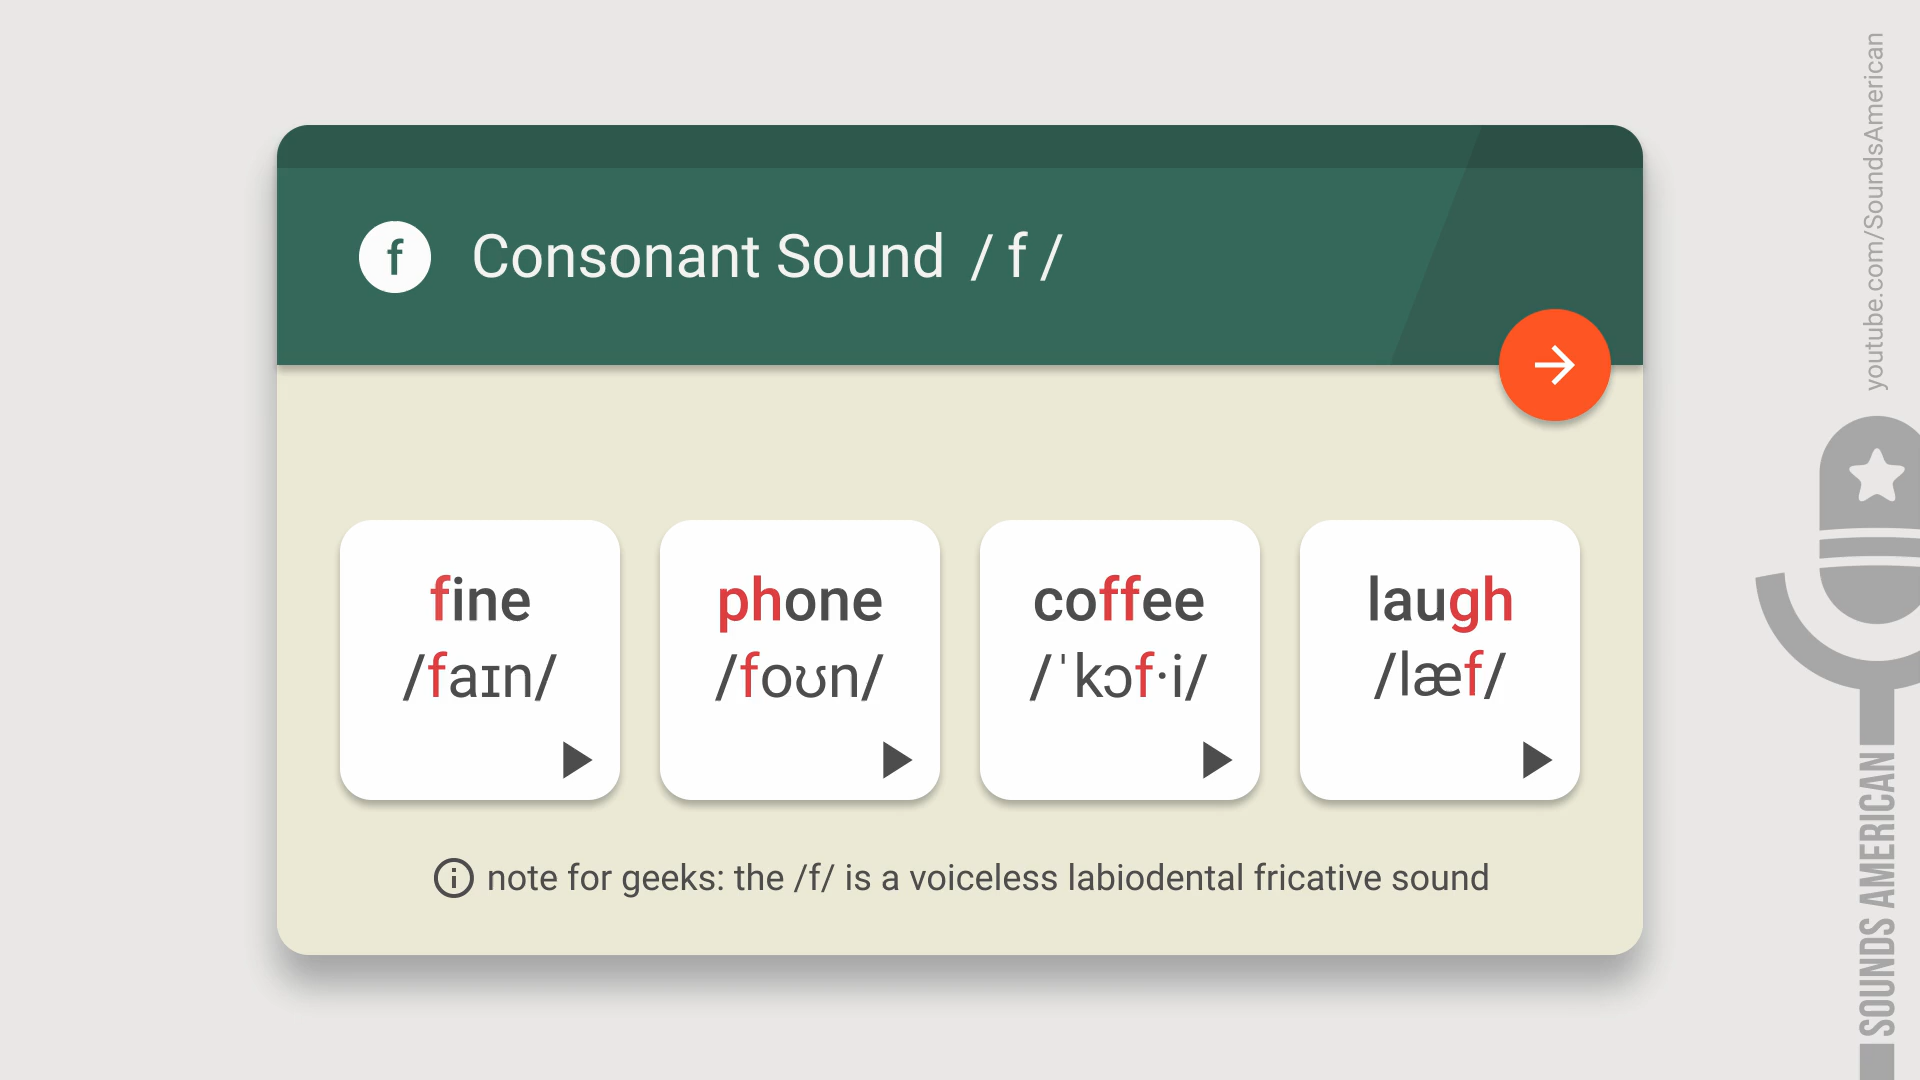 f
Consonant Sound / f /
fine
/faɪn/
phone
/foʊn/
coffee
/ˈkɔf·i/
laugh
/læf/
note for geeks: the /f/ is a voiceless labiodental fricative sound
youtube.com/SoundsAmerican
SOUNDS AMERICAN